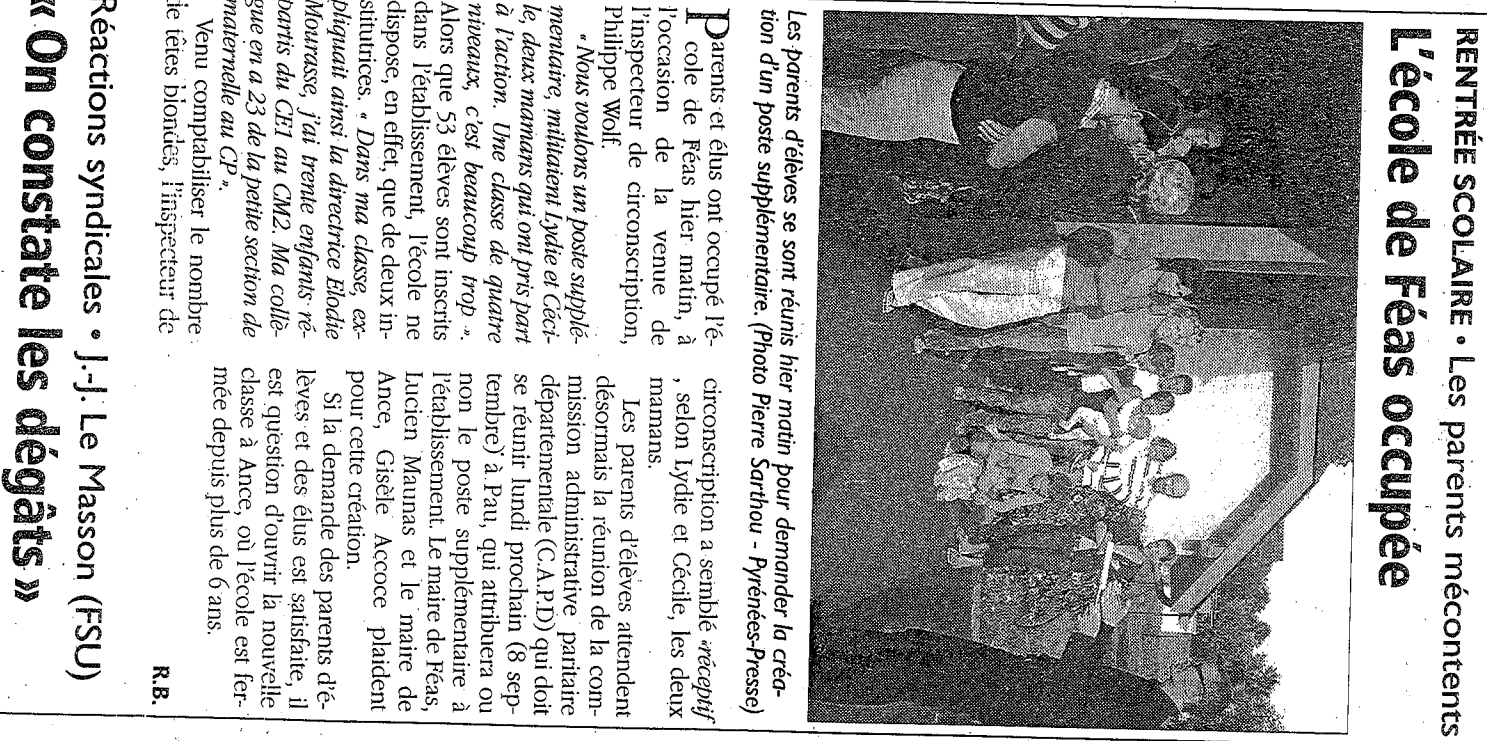 RENTRÉE SCOLAIRE • Les parents mécontents
L'école de Féas occupée
Les parents d'élèves se sont réunis hier matin pour demander la créa-
tion d'un poste supplémentaire. (Photo Pierre Sarthou - Pyrénées-Presse)
Parents et élus ont occupé l'é-
cole de Féas hier matin, à
l'occasion de la venue de
l'inspecteur de circonscription,
Philippe Wolf.
« Nous voulons un poste supplé-
mentaire, militaient Lydie et Céci-
le, deux mamans qui ont pris part
à l'action. Une classe de quatre
niveaux, c'est beaucoup trop ».
Alors que 53 élèves sont inscrits
dans l'établissement, l'école ne
dispose, en effet, que de deux in-
stitutrices. « Dans ma classe, ex-
pliquait ainsi la directrice Elodie
Mourasse, j'ai trente enfants ré-
partis du CE1 au CM2. Ma collè-
gue en a 23 de la petite section de
maternelle au CP ».
Venu comptabiliser le nombre
de têtes blondes, l'inspecteur de
circonscription a semblé «réceptif
, selon Lydie et Cécile, les deux
mamans.
Les parents d'élèves attendent
désormais la réunion de la com-
mission administrative paritaire
départementale (C.A.P.D) qui doit
se réunir lundi prochain (8 sep-
tembre) à Pau, qui attribuera ou
non le poste supplémentaire à
l'établissement. Le maire de Féas,
Lucien Maunas et le maire de
Ance, Gisèle Accoce plaident
pour cette création.
Si la demande des parents d'é-
lèves et des élus est satisfaite, il
est question d'ouvrir la nouvelle
classe à Ance, où l'école est fer-
mée depuis plus de 6 ans.
R.B.
Réactions syndicales • J.-J. Le Masson (FSU)
« On constate les dégâts »